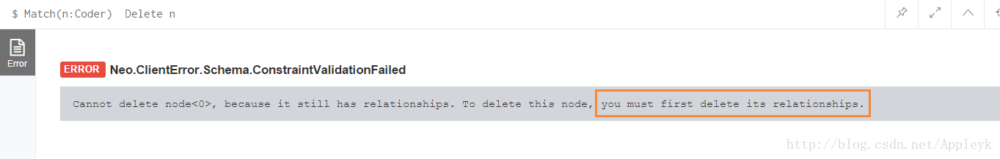 $ Match(n:Coder)  Delete n
Error
ERROR Neo.ClientError.Schema.ConstraintValidationFailed
Cannot delete node<0>, because it still has relationships. To delete this node, you must first delete its relationships.
http://blog.csdn.net/Appleyk